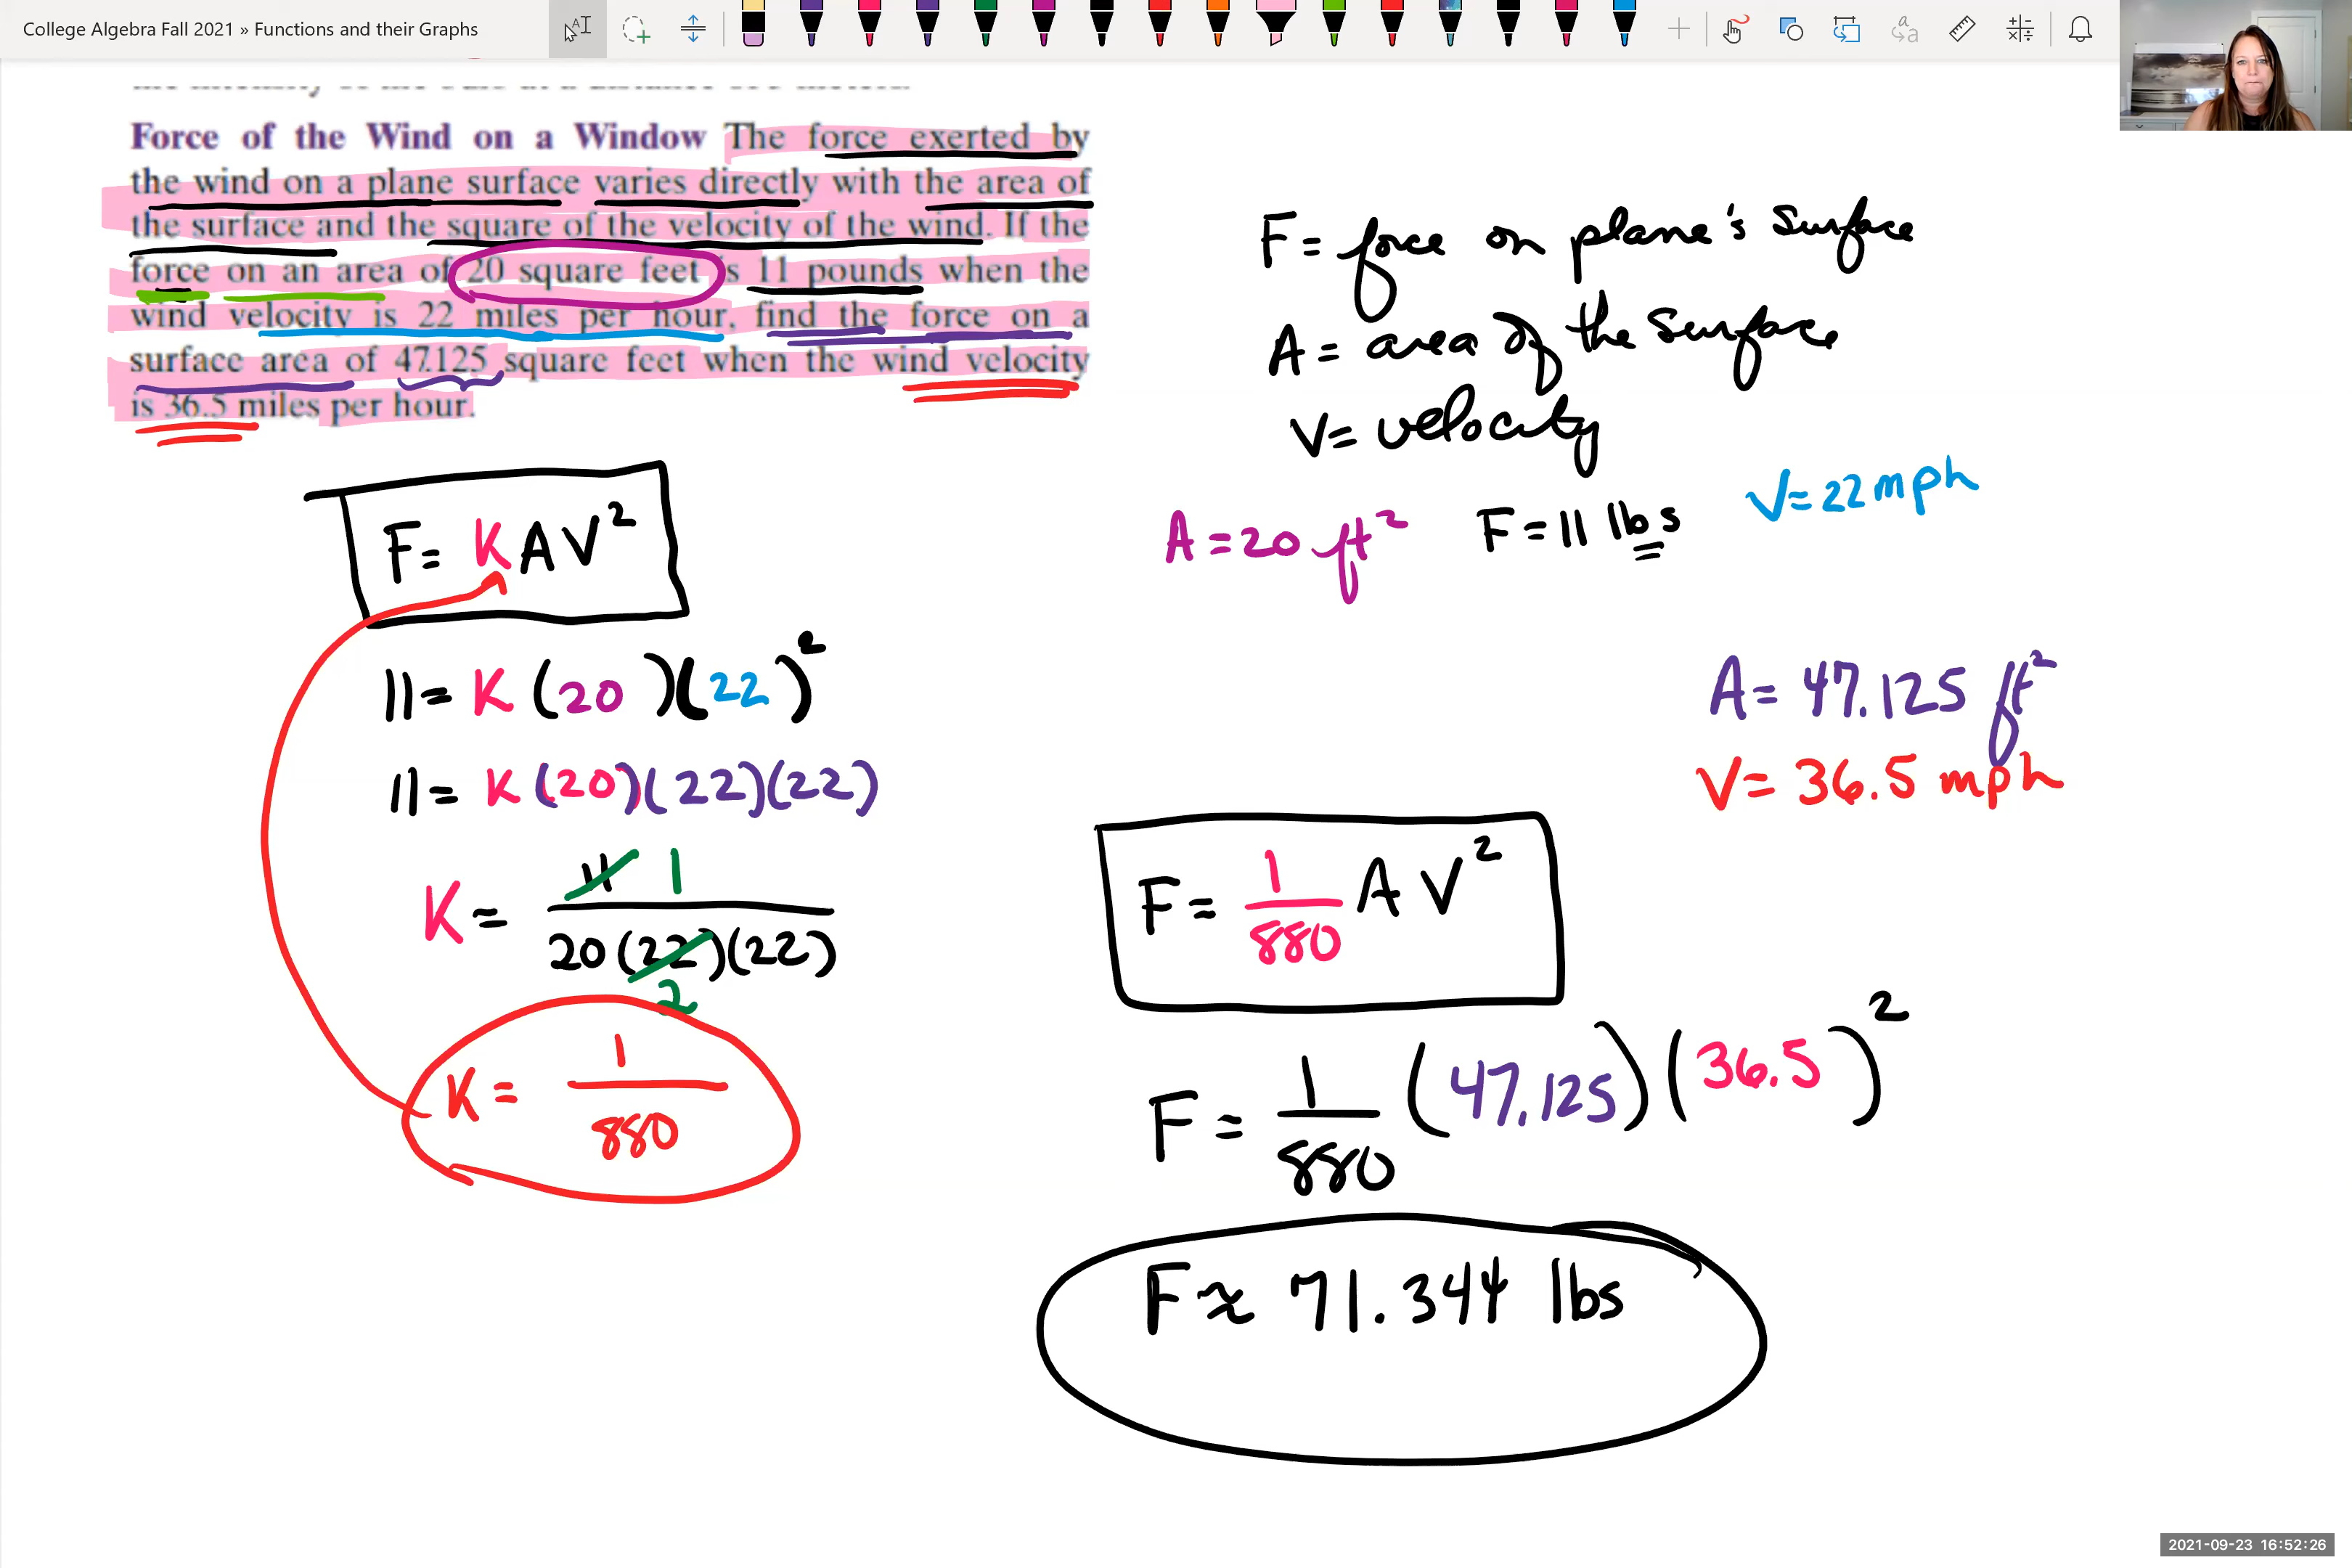 College Algebra Fall 2021 » Functions and their Graphs
Force of the Wind on a Window The force exerted by
the wind on a plane surface varies directly with the area of
the surface and the square of the velocity of the wind. If the
force on an area of 20 square feet is 11 pounds when the
wind velocity is 22 miles per hour, find the force on a
surface area of 47.125 square feet when the wind velocity
is 36.5 miles per hour.
F = force on plane's surface
A = area of the surface
V = velocity
A = 20 ft² F = 11 lbs V = 22 mph
F = K A V²
11 = K (20)(22)²
11 = K (20)(22)(22)
K = 11 1
20 (22)(22)
2
K = 1
880
A = 47.125 ft²
V = 36.5 mph
F = 1/880 A V²
F = 1/880 (47.125)(36.5)²
F ≈ 71.344 lbs
2021-09-23 16:52:26